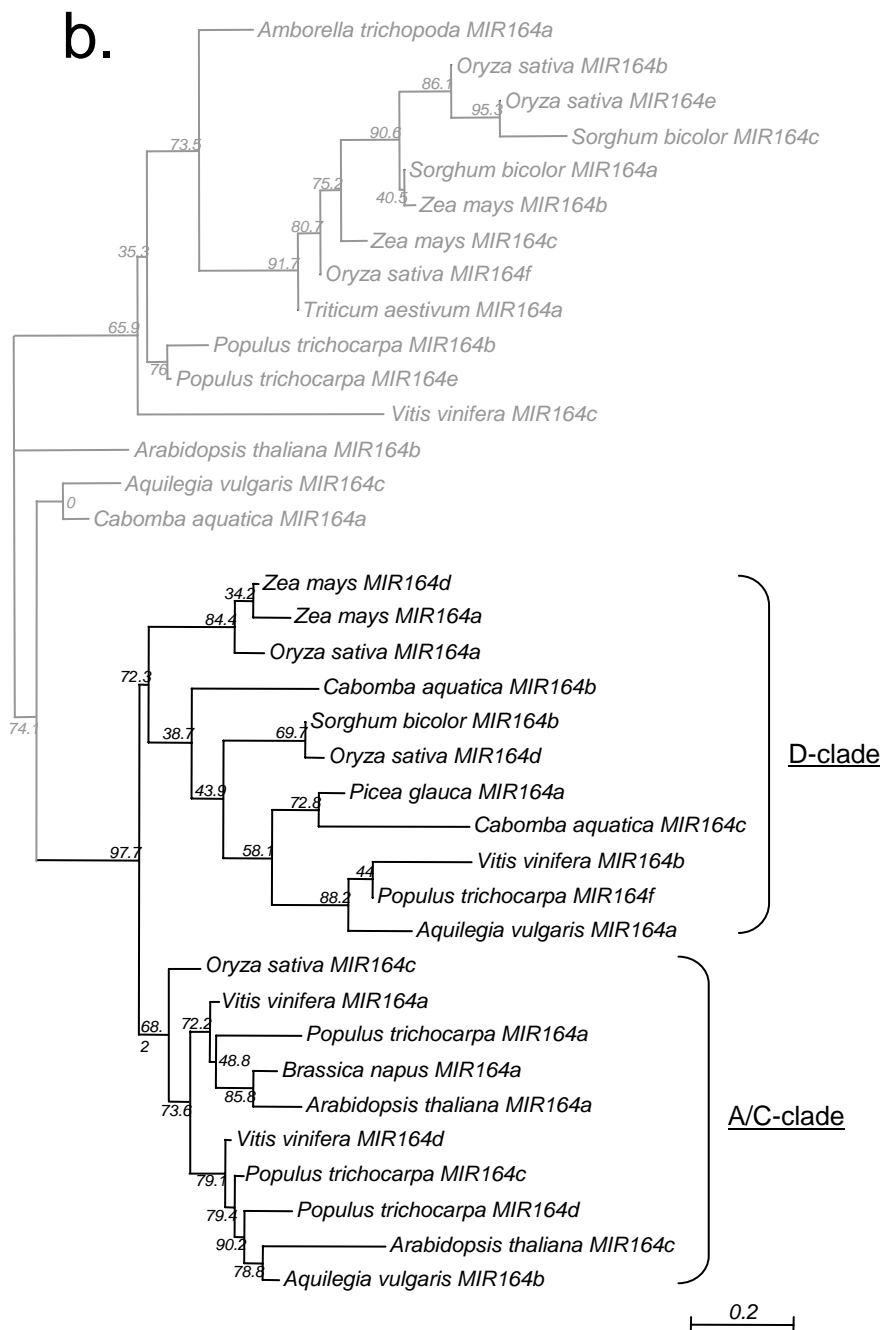 b.
Amborella trichopoda MIR164a
Oryza sativa MIR164b
86.1
Oryza sativa MIR164e
95.3
Sorghum bicolor MIR164c
90.6
73.5
Sorghum bicolor MIR164a
75.2
40.5
Zea mays MIR164b
80.7
Zea mays MIR164c
35.3
91.7
Oryza sativa MIR164f
Triticum aestivum MIR164a
65.9
Populus trichocarpa MIR164b
76
Populus trichocarpa MIR164e
Vitis vinifera MIR164c
Arabidopsis thaliana MIR164b
Aquilegia vulgaris MIR164c
0
Cabomba aquatica MIR164a
Zea mays MIR164d
34.2
Zea mays MIR164a
84.4
Oryza sativa MIR164a
72.3
Cabomba aquatica MIR164b
Sorghum bicolor MIR164b
74.1
38.7
69.7
Oryza sativa MIR164d
D-clade
Picea glauca MIR164a
43.9
72.8
Cabomba aquatica MIR164c
97.7
58.1
Vitis vinifera MIR164b
44
88.2
Populus trichocarpa MIR164f
Aquilegia vulgaris MIR164a
Oryza sativa MIR164c
Vitis vinifera MIR164a
68.
2
72.2
Populus trichocarpa MIR164a
48.8
Brassica napus MIR164a
85.8
Arabidopsis thaliana MIR164a
73.6
A/C-clade
Vitis vinifera MIR164d
79.1
Populus trichocarpa MIR164c
79.4
Populus trichocarpa MIR164d
90.2
Arabidopsis thaliana MIR164c
78.8
Aquilegia vulgaris MIR164b
0.2